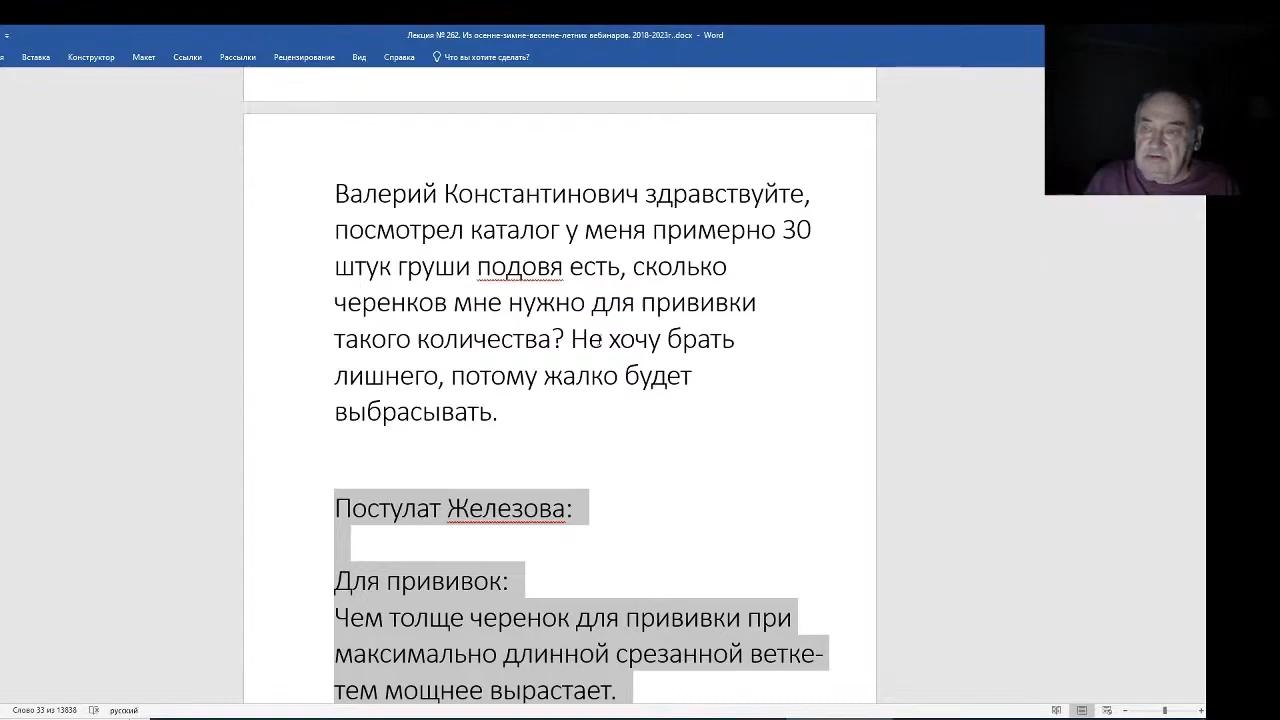 Лекция № 262. Из осенне-зимне-весенне-летних вебинаров. 2018-2023г..docx - Word
я Вставка Конструктор Макет Ссылки Рассылки Рецензирование Вид Справка Что вы хотите сделать?
Валерий Константинович здравствуйте,
посмотрел каталог у меня примерно 30
штук груши подовя есть, сколько
черенков мне нужно для прививки
такого количества? Не хочу брать
лишнего, потому жалко будет
выбрасывать.
Постулат Железова:
Для прививок:
Чем толще черенок для прививки при
максимально длинной срезанной ветке-
тем мощнее вырастает.
Слово 33 из 13838 русский